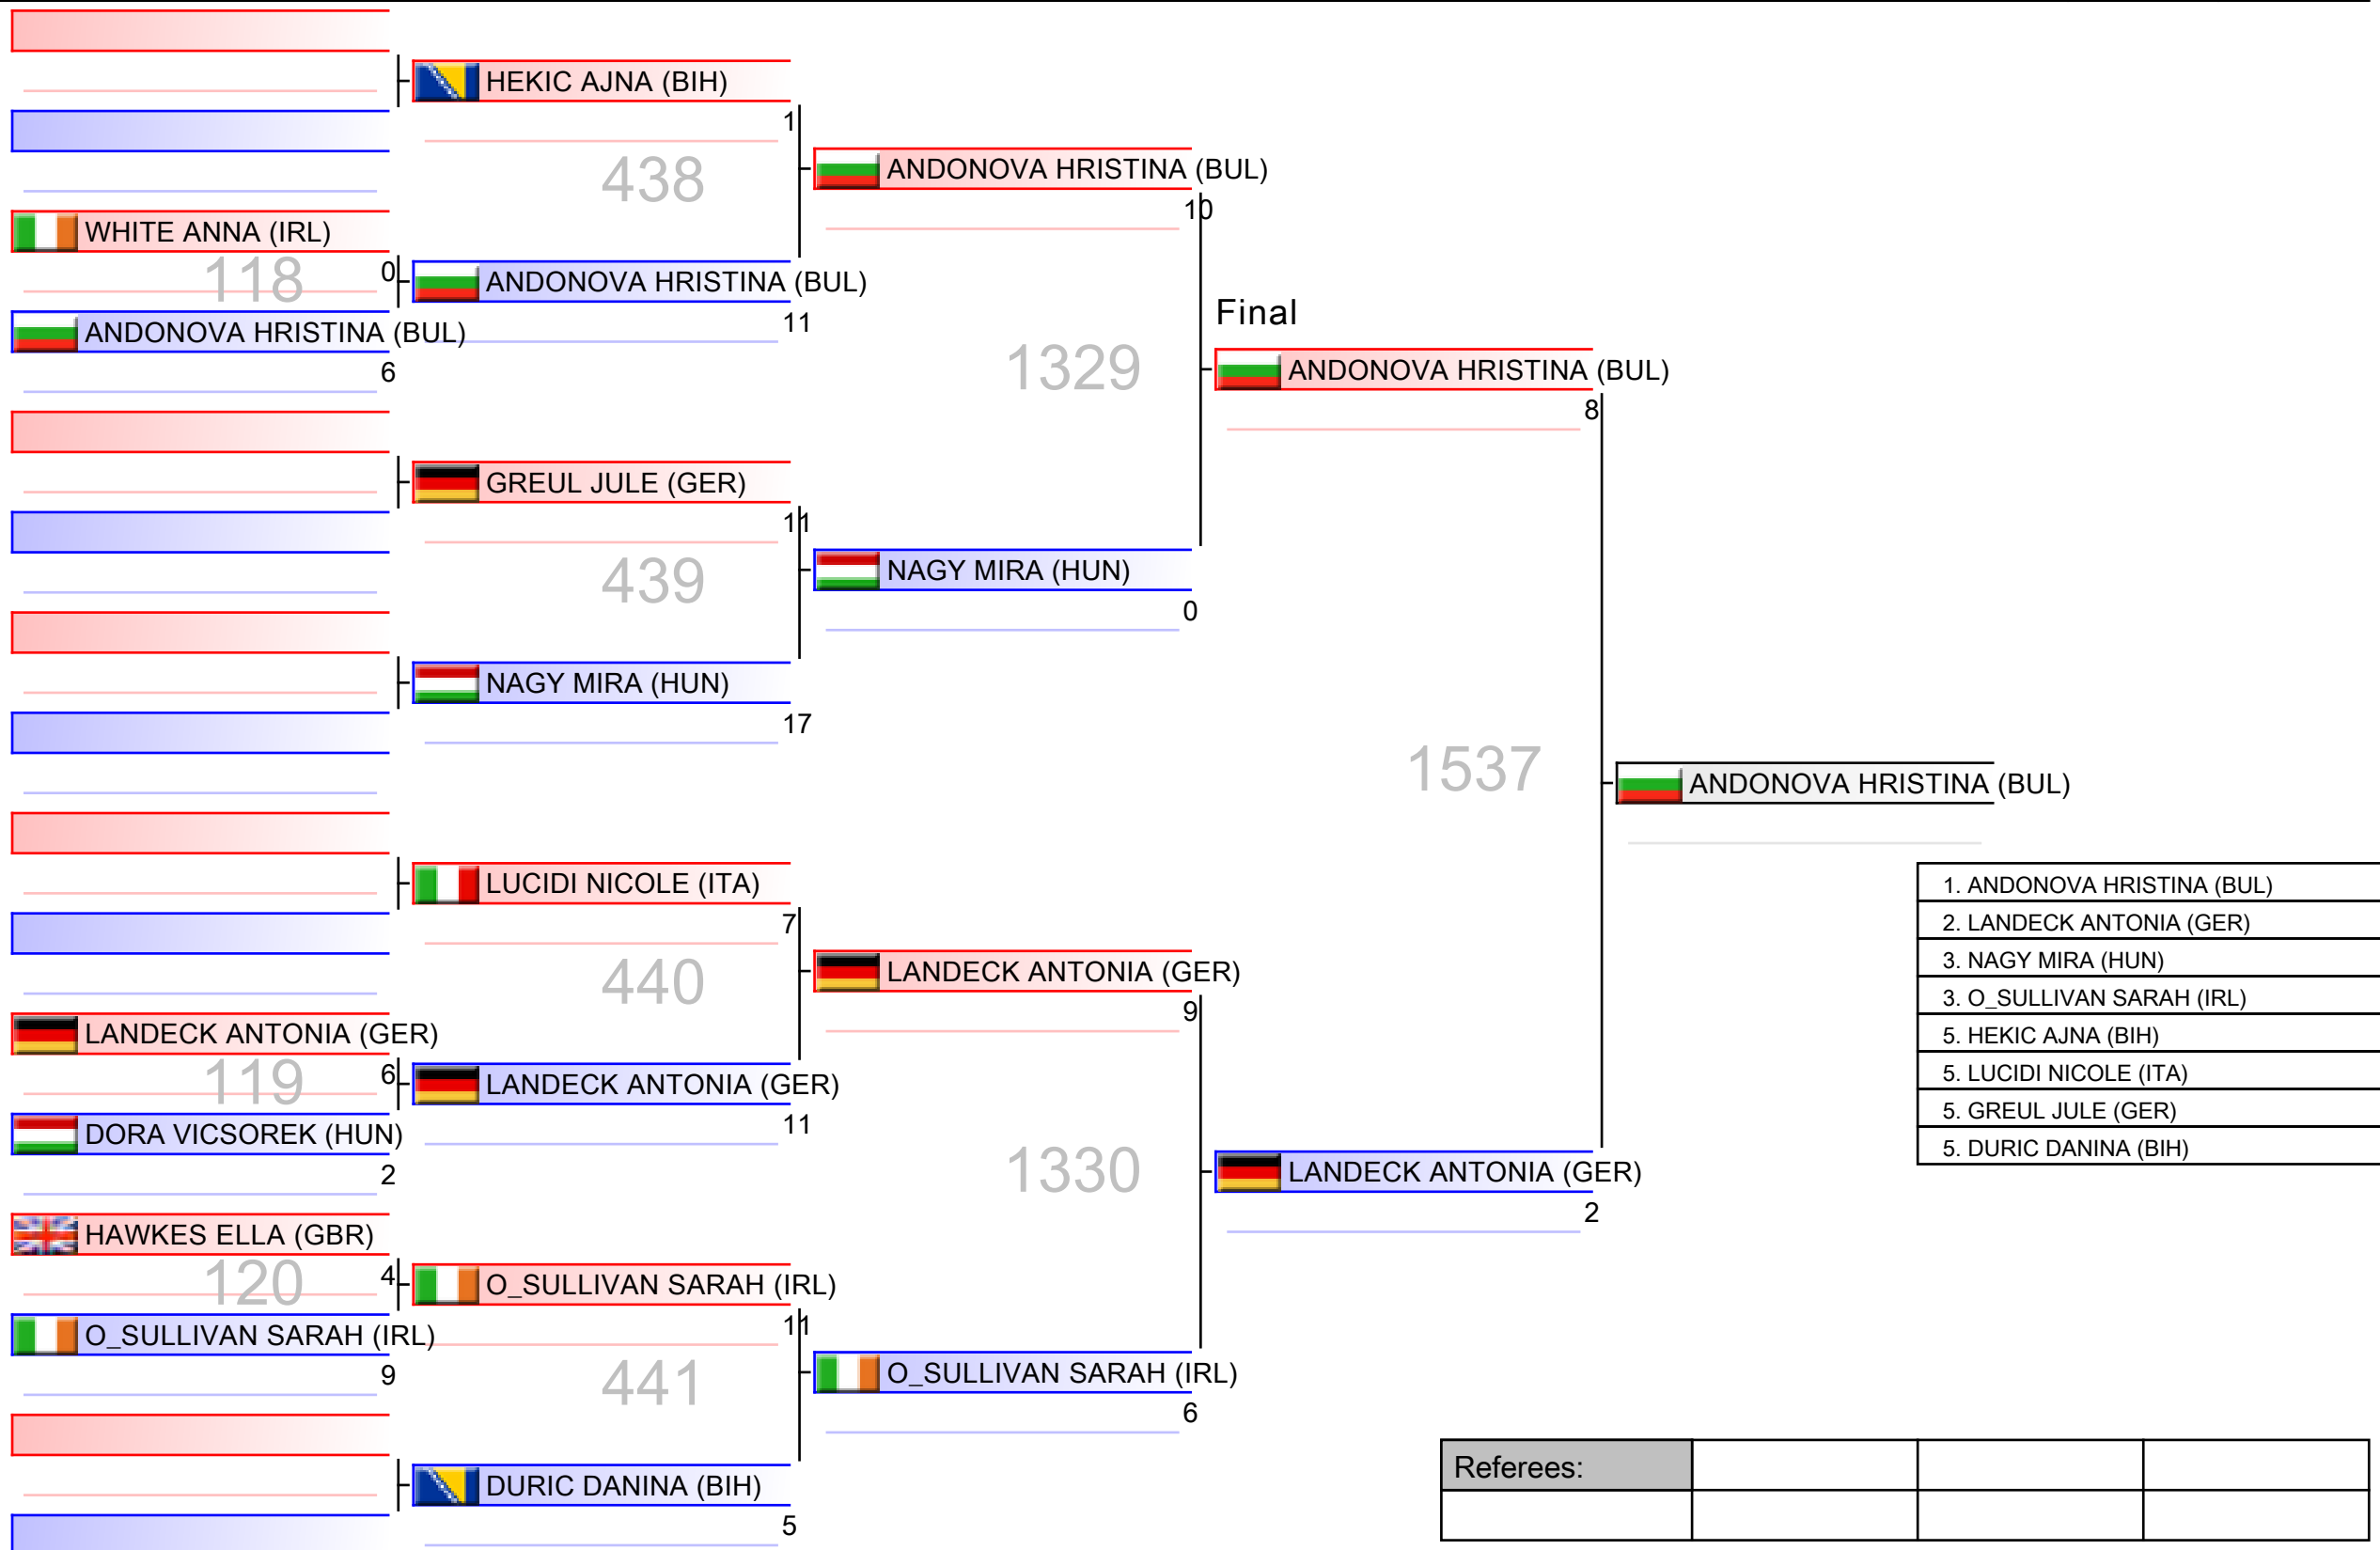 HEKIC AJNA (BIH)
1
438
ANDONOVA HRISTINA (BUL)
10
WHITE ANNA (IRL)
118
0
ANDONOVA HRISTINA (BUL)
11
ANDONOVA HRISTINA (BUL)
6
1329
Final
ANDONOVA HRISTINA (BUL)
8
GREUL JULE (GER)
11
439
NAGY MIRA (HUN)
0
NAGY MIRA (HUN)
17
1537
ANDONOVA HRISTINA (BUL)
LUCIDI NICOLE (ITA)
7
440
LANDECK ANTONIA (GER)
9
LANDECK ANTONIA (GER)
119
6
LANDECK ANTONIA (GER)
11
DORA VICSOREK (HUN)
2
1330
LANDECK ANTONIA (GER)
2
HAWKES ELLA (GBR)
120
4
O_SULLIVAN SARAH (IRL)
11
O_SULLIVAN SARAH (IRL)
9
441
O_SULLIVAN SARAH (IRL)
6
DURIC DANINA (BIH)
5
1. ANDONOVA HRISTINA (BUL)
2. LANDECK ANTONIA (GER)
3. NAGY MIRA (HUN)
3. O_SULLIVAN SARAH (IRL)
5. HEKIC AJNA (BIH)
5. LUCIDI NICOLE (ITA)
5. GREUL JULE (GER)
5. DURIC DANINA (BIH)
Referees: